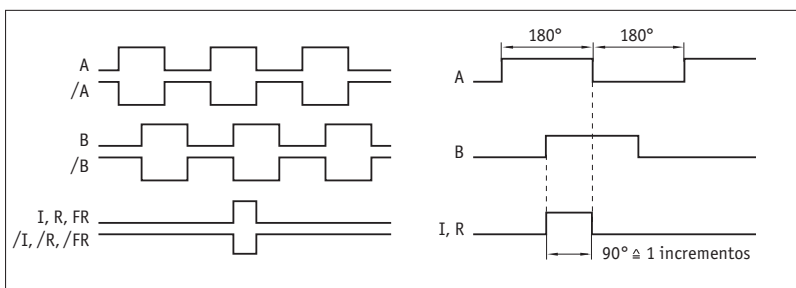 A
/A
B
/B
I, R, FR
/I, /R, /FR
180° 180°
A
B
I, R
90° ≙ 1 incrementos